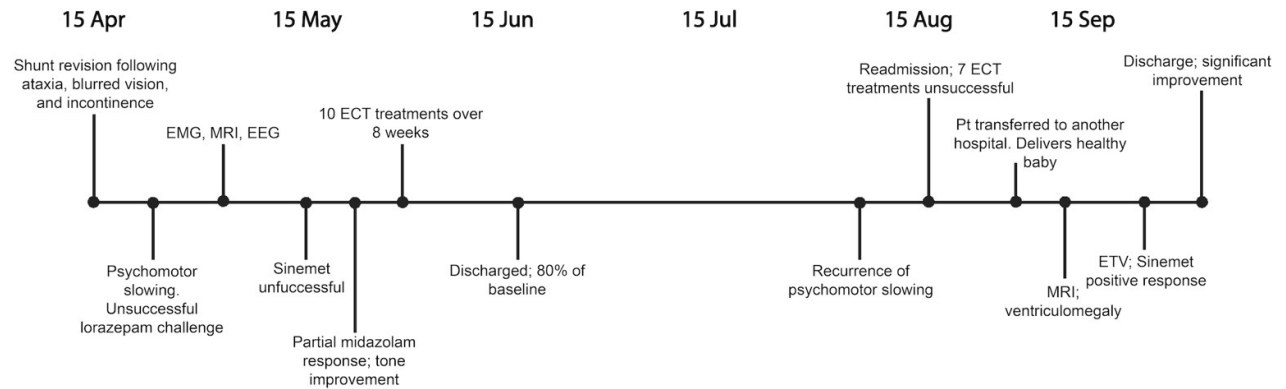 15 Apr
15 May
15 Jun
15 Jul
15 Aug
15 Sep
Shunt revision following
ataxia, blurred vision,
and incontinence
EMG, MRI, EEG
10 ECT treatments over
8 weeks
Readmission; 7 ECT
treatments unsuccessful
Pt transferred to another
hospital. Delivers healthy
baby
Discharge; significant
improvement
Psychomotor
slowing.
Unsuccessful
lorazepam challenge
Sinemet
unfuccessful
Partial midazolam
response; tone
improvement
Discharged; 80% of
baseline
Recurrence of
psychomotor slowing
MRI;
ventriculomegaly
ETV; Sinemet
positive response